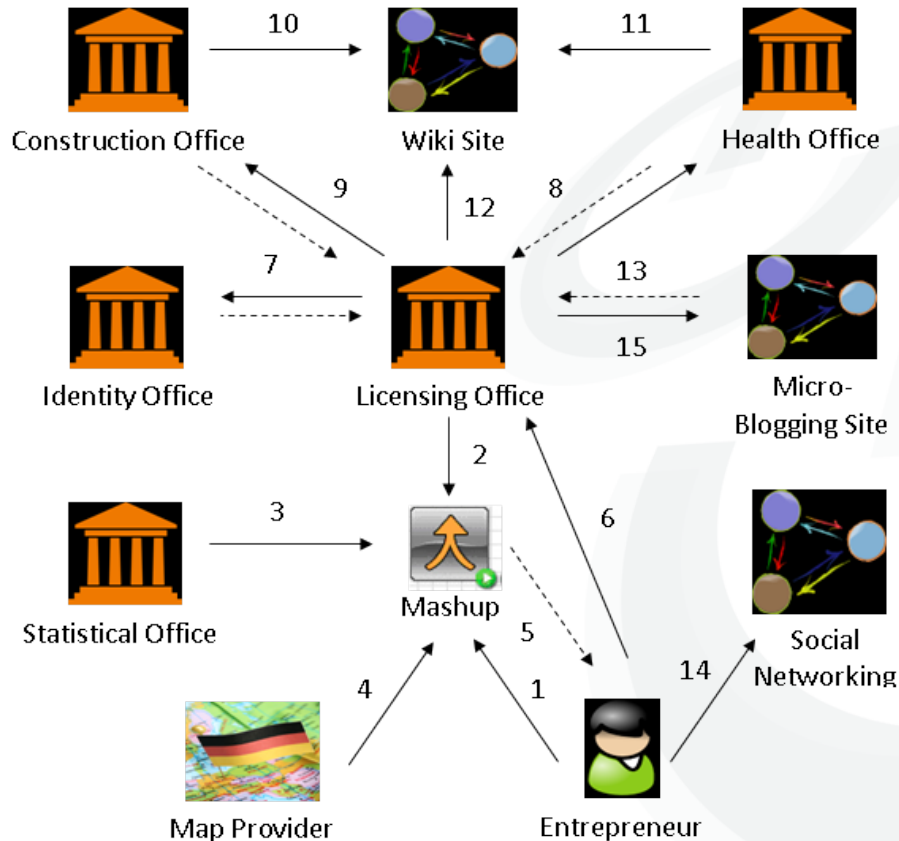 10
11
Construction Office
Wiki Site
Health Office
9
12
8
7
13
15
Identity Office
Licensing Office
Micro-
Blogging Site
2
3
6
Mashup
Statistical Office
5
Social
Networking
4
1
14
Map Provider
Entrepreneur